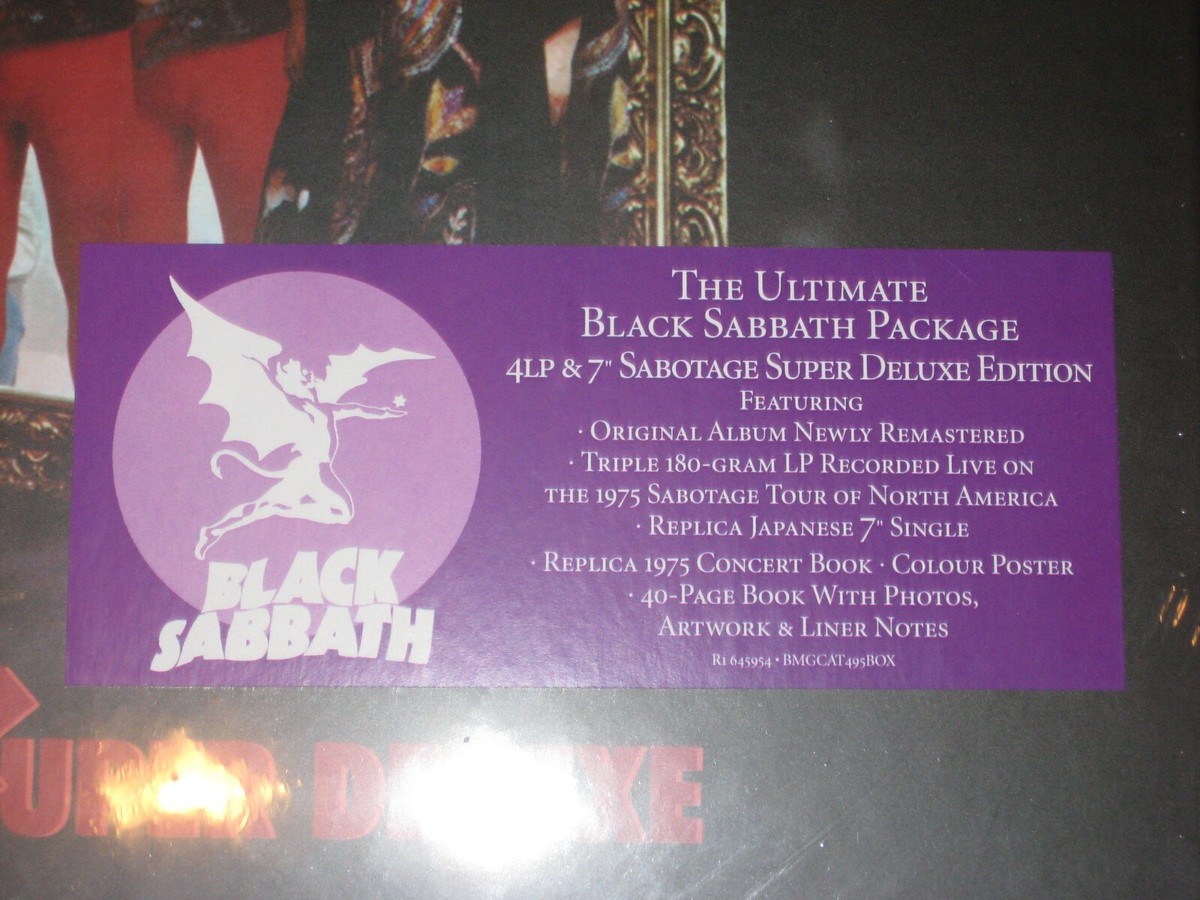 The Ultimate
Black Sabbath Package
4LP & 7" Sabotage Super Deluxe Edition
Featuring
· Original Album Newly Remastered
· Triple 180-gram LP Recorded Live on
the 1975 Sabotage Tour of North America
· Replica Japanese 7" Single
· Replica 1975 Concert Book · Colour Poster
· 40-Page Book With Photos,
Artwork & Liner Notes
R1 645954 • BMGCAT495BOX
BLACK
SABBATH
SUPER DELUXE